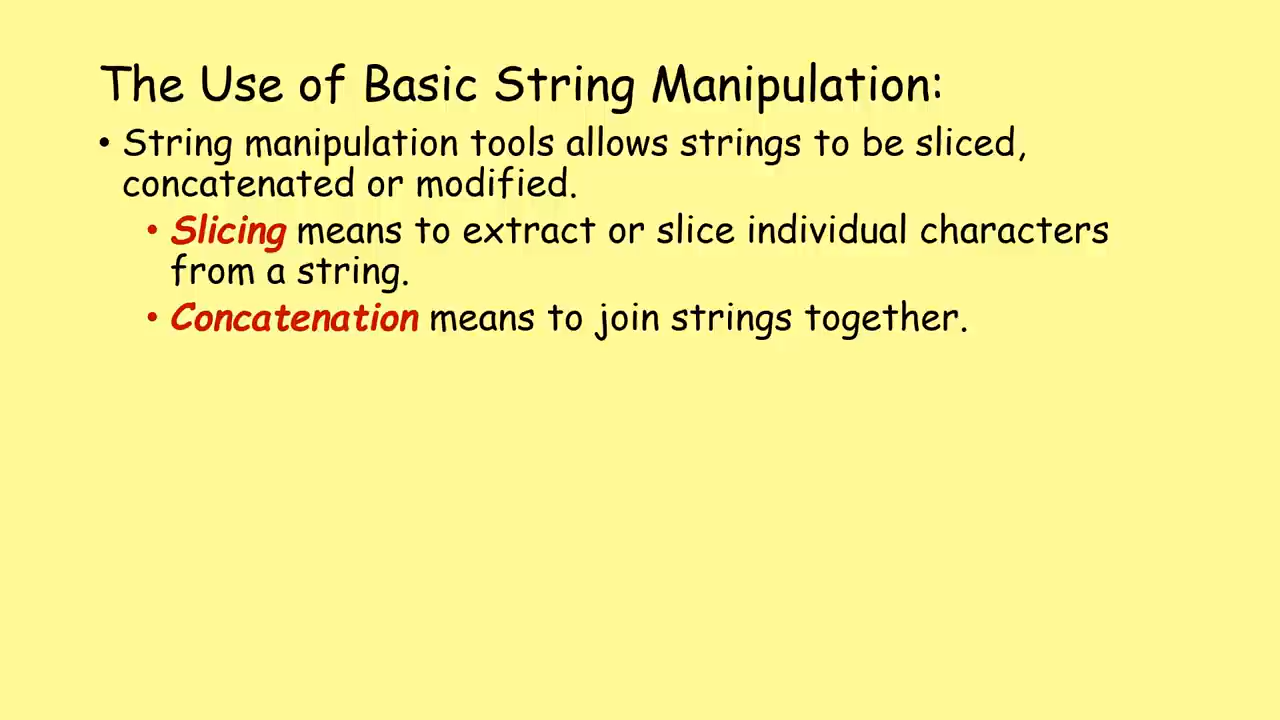 The Use of Basic String Manipulation:
• String manipulation tools allows strings to be sliced,
concatenated or modified.
• Slicing means to extract or slice individual characters
from a string.
• Concatenation means to join strings together.